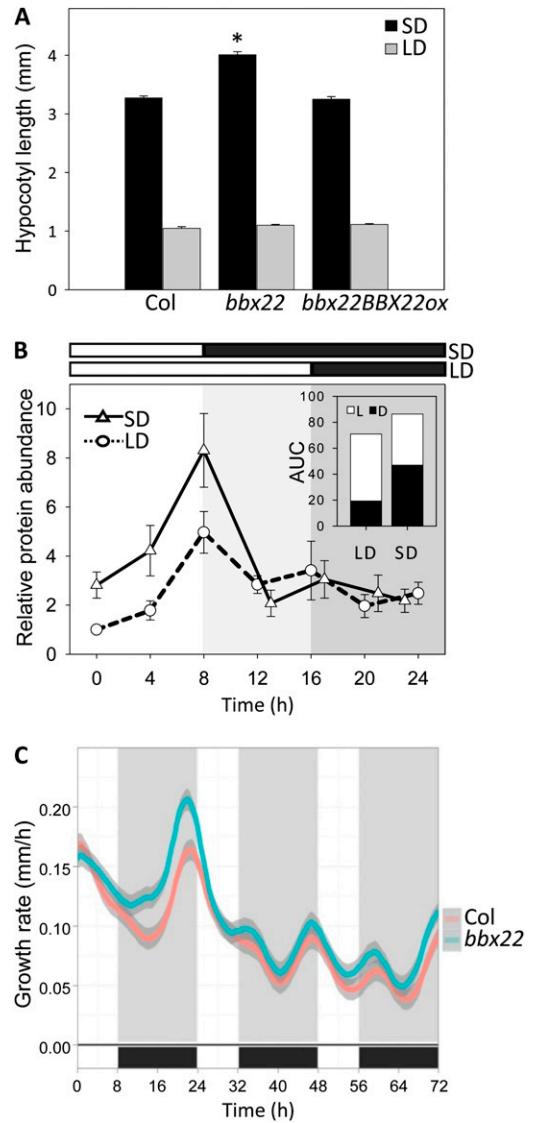 A
SD
LD
*
Hypocotyl length (mm)
4
3
2
1
0
Col bbx22 bbx22BBX22ox
B
SD
LD
SD
LD
Relative protein abundance
10
8
6
4
2
0
0 4 8 12 16 20 24
Time (h)
L D
AUC
100
80
60
40
20
0
LD SD
C
Growth rate (mm/h)
0.20
0.15
0.10
0.05
0.00
0 8 16 24 32 40 48 56 64 72
Time (h)
Col
bbx22